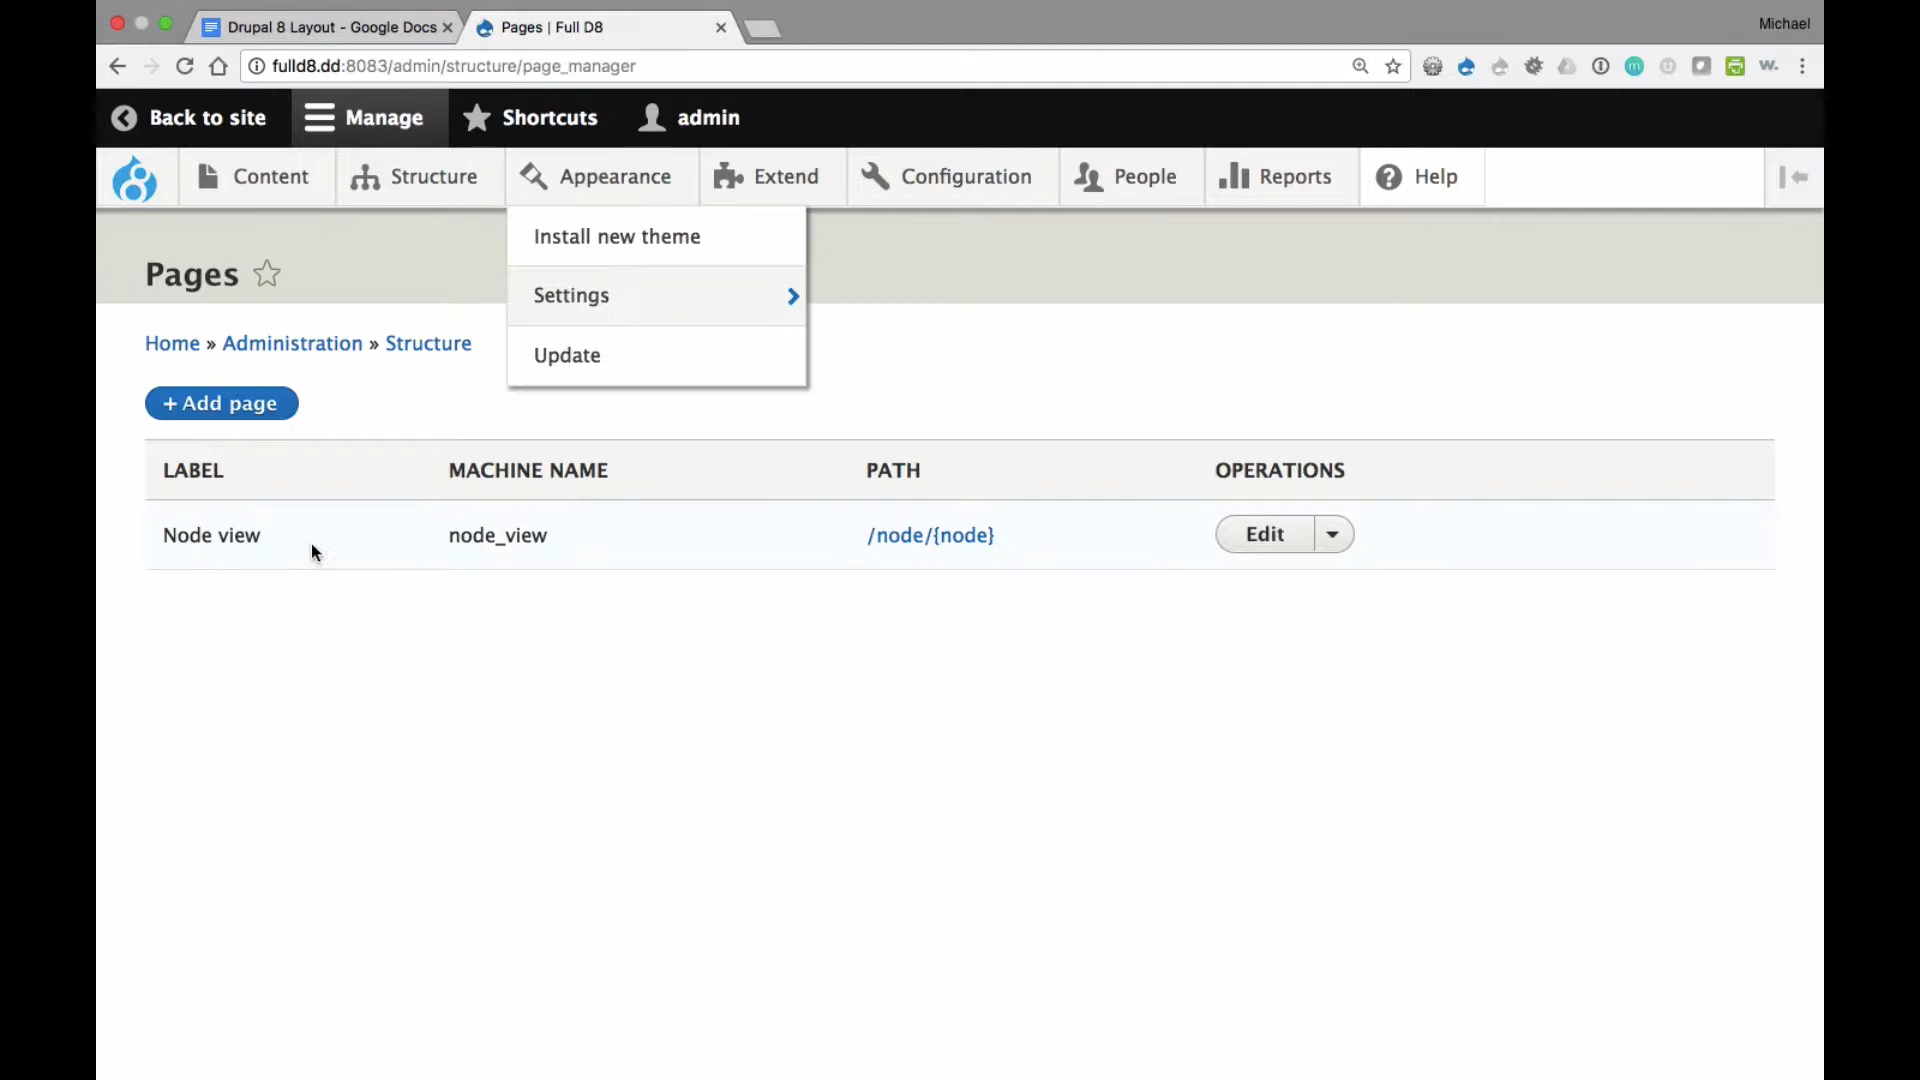 Drupal 8 Layout - Google Docs
Pages | Full D8
Michael
fulld8.dd:8083/admin/structure/page_manager
Back to site
Manage
Shortcuts
admin
Content
Structure
Appearance
Extend
Configuration
People
Reports
Help
Install new theme
Settings
Update
Pages
Home » Administration » Structure
+ Add page
LABEL MACHINE NAME PATH OPERATIONS
Node view node_view /node/{node} Edit